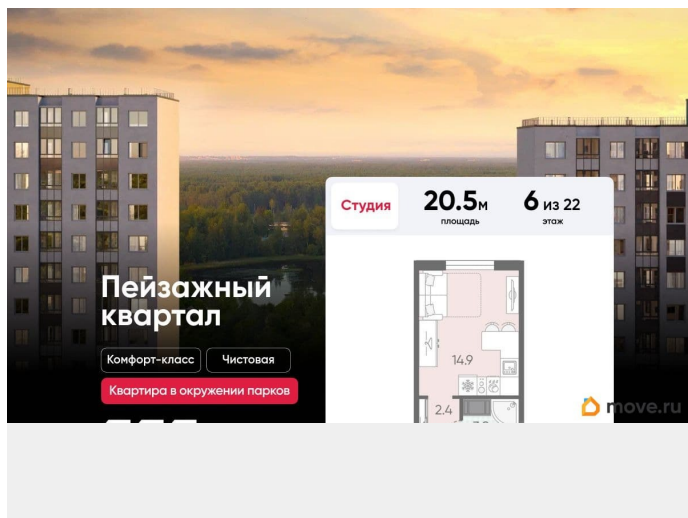 Студия
20.5м
площадь
6 из 22
этаж
Пейзажный
квартал
Комфорт-класс
Чистовая
Квартира в окружении парков
14.9
2.4
move.ru